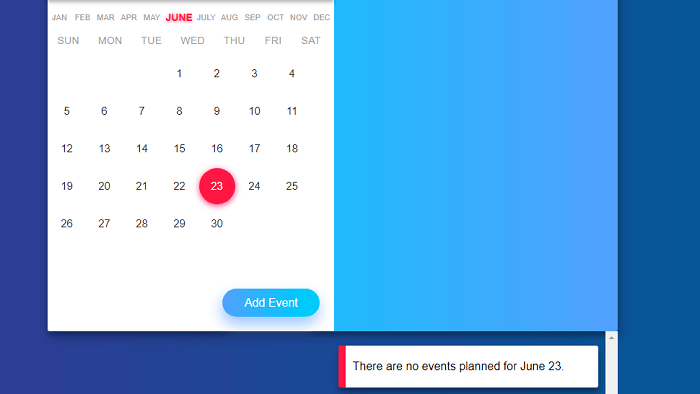 JAN FEB MAR APR MAY JUNE JULY AUG SEP OCT NOV DEC
SUN MON TUE WED THU FRI SAT
1 2 3 4
5 6 7 8 9 10 11
12 13 14 15 16 17 18
19 20 21 22 23 24 25
26 27 28 29 30
Add Event
There are no events planned for June 23.